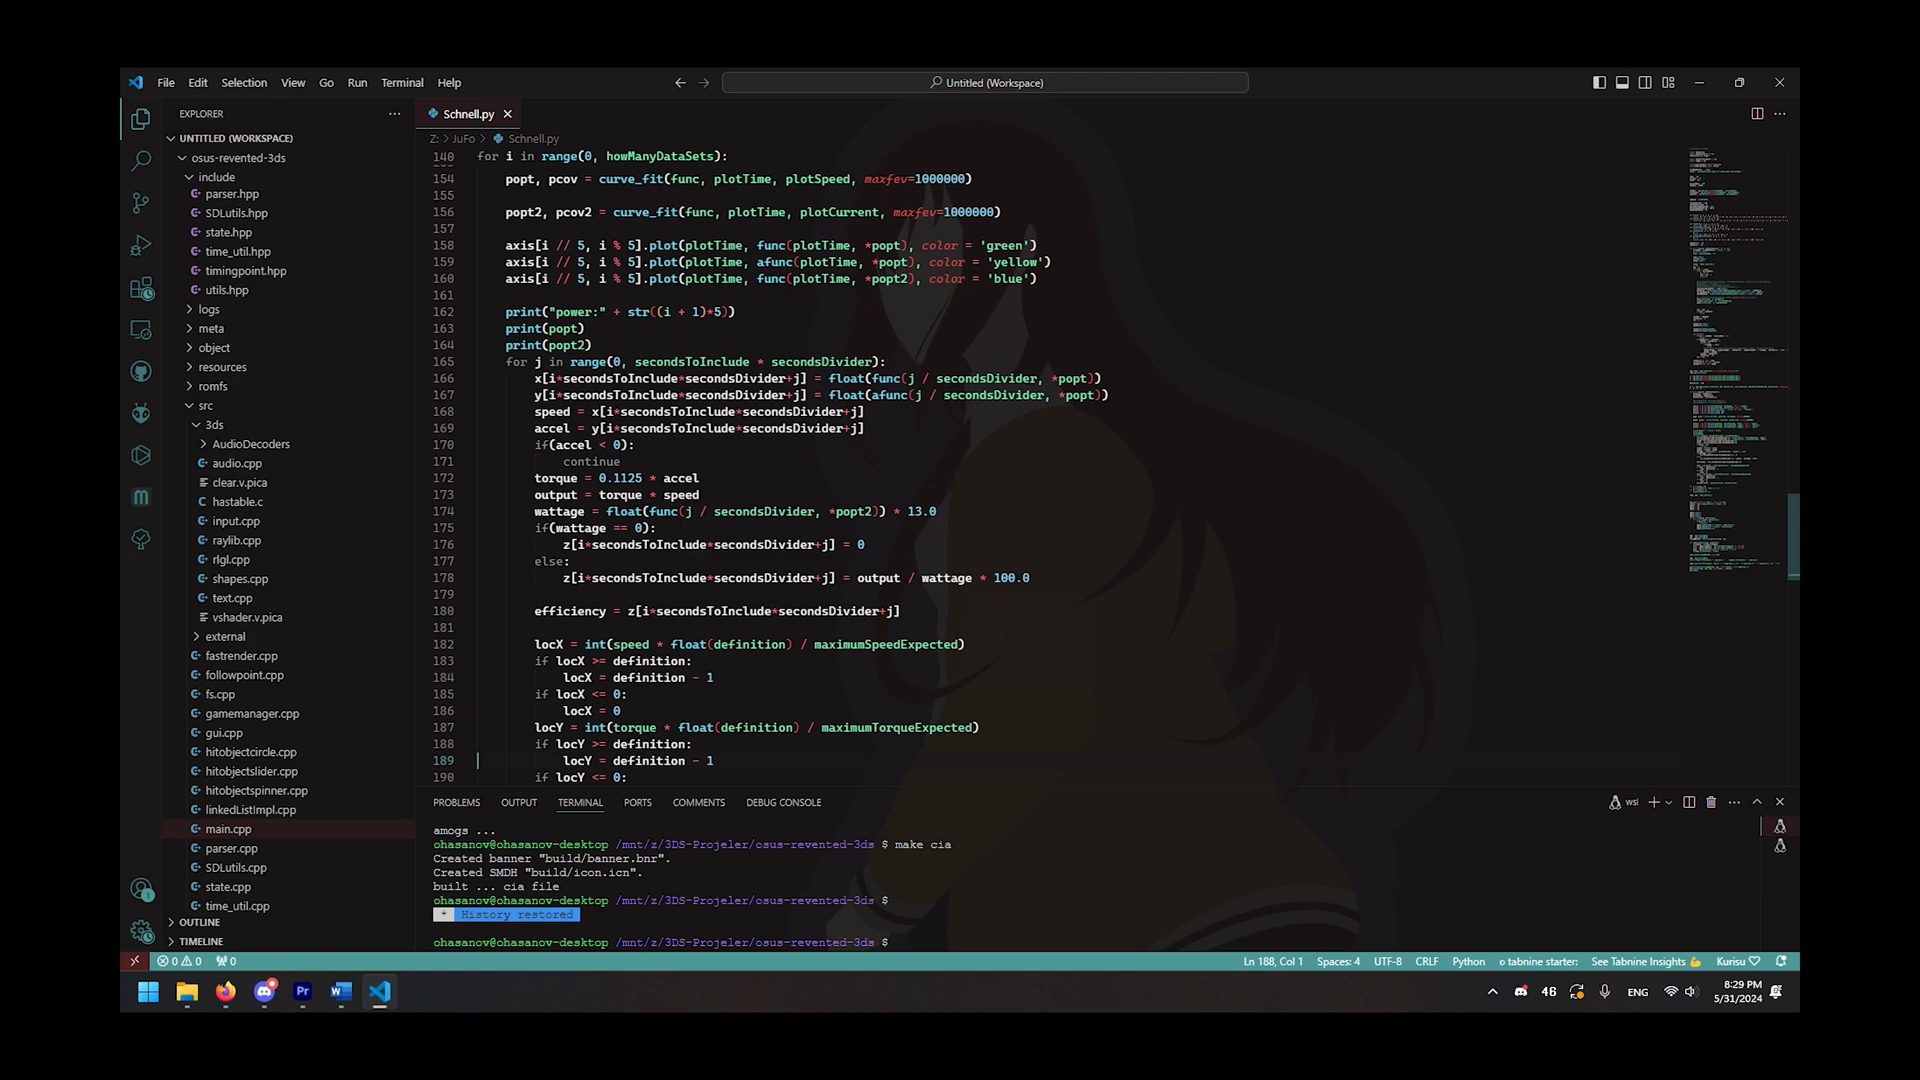 File Edit Selection View Go Run Terminal Help
Untitled (Workspace)
EXPLORER
UNTITLED (WORKSPACE)
osus-revented-3ds
include
parser.hpp
SDLutils.hpp
state.hpp
time_util.hpp
timingpoint.hpp
utils.hpp
logs
meta
object
resources
romfs
src
3ds
AudioDecoders
audio.cpp
clear.v.pica
hastable.c
input.cpp
raylib.cpp
rlgl.cpp
shapes.cpp
text.cpp
vshader.v.pica
external
fastrender.cpp
followpoint.cpp
fs.cpp
gamemanager.cpp
gui.cpp
hitobjectcircle.cpp
hitobjectslider.cpp
hitobjectspinner.cpp
linkedListImpl.cpp
main.cpp
parser.cpp
SDLutils.cpp
state.cpp
time_util.cpp
OUTLINE
TIMELINE
Schnell.py
Z: > JuFo > Schnell.py
140 for i in range(0, howManyDataSets):
154 popt, pcov = curve_fit(func, plotTime, plotSpeed, maxfev=1000000)
155
156 popt2, pcov2 = curve_fit(func, plotTime, plotCurrent, maxfev=1000000)
157
158 axis[i // 5, i % 5].plot(plotTime, func(plotTime, *popt), color = 'green')
159 axis[i // 5, i % 5].plot(plotTime, afunc(plotTime, *popt), color = 'yellow')
160 axis[i // 5, i % 5].plot(plotTime, func(plotTime, *popt2), color = 'blue')
161
162 print("power:" + str((i + 1)*5))
163 print(popt)
164 print(popt2)
165 for j in range(0, secondsToInclude * secondsDivider):
166 x[i*secondsToInclude*secondsDivider+j] = float(func(j / secondsDivider, *popt))
167 y[i*secondsToInclude*secondsDivider+j] = float(afunc(j / secondsDivider, *popt))
168 speed = x[i*secondsToInclude*secondsDivider+j]
169 accel = y[i*secondsToInclude*secondsDivider+j]
170 if(accel < 0):
171 continue
172 torque = 0.1125 * accel
173 output = torque * speed
174 wattage = float(func(j / secondsDivider, *popt2)) * 13.0
175 if(wattage == 0):
176 z[i*secondsToInclude*secondsDivider+j] = 0
177 else:
178 z[i*secondsToInclude*secondsDivider+j] = output / wattage * 100.0
179
180 efficiency = z[i*secondsToInclude*secondsDivider+j]
181
182 locX = int(speed * float(definition) / maximumSpeedExpected)
183 if locX >= definition:
184 locX = definition - 1
185 if locX <= 0:
186 locX = 0
187 locY = int(torque * float(definition) / maximumTorqueExpected)
188 if locY >= definition:
189 locY = definition - 1
190 if locY <= 0:
PROBLEMS OUTPUT TERMINAL PORTS COMMENTS DEBUG CONSOLE
wsl
amogs ...
ohasanov@ohasanov-desktop /mnt/z/3DS-Projeler/osus-revented-3ds $ make cia
Created banner "build/banner.bnr".
Created SMDH "build/icon.icn".
built ... cia file
ohasanov@ohasanov-desktop /mnt/z/3DS-Projeler/osus-revented-3ds $
* History restored
ohasanov@ohasanov-desktop /mnt/z/3DS-Projeler/osus-revented-3ds $
0 0 0 Ln 188, Col 1 Spaces: 4 UTF-8 CRLF Python tabnine starter: See Tabnine Insights Kurisu
46 ENG 8:29 PM
5/31/2024